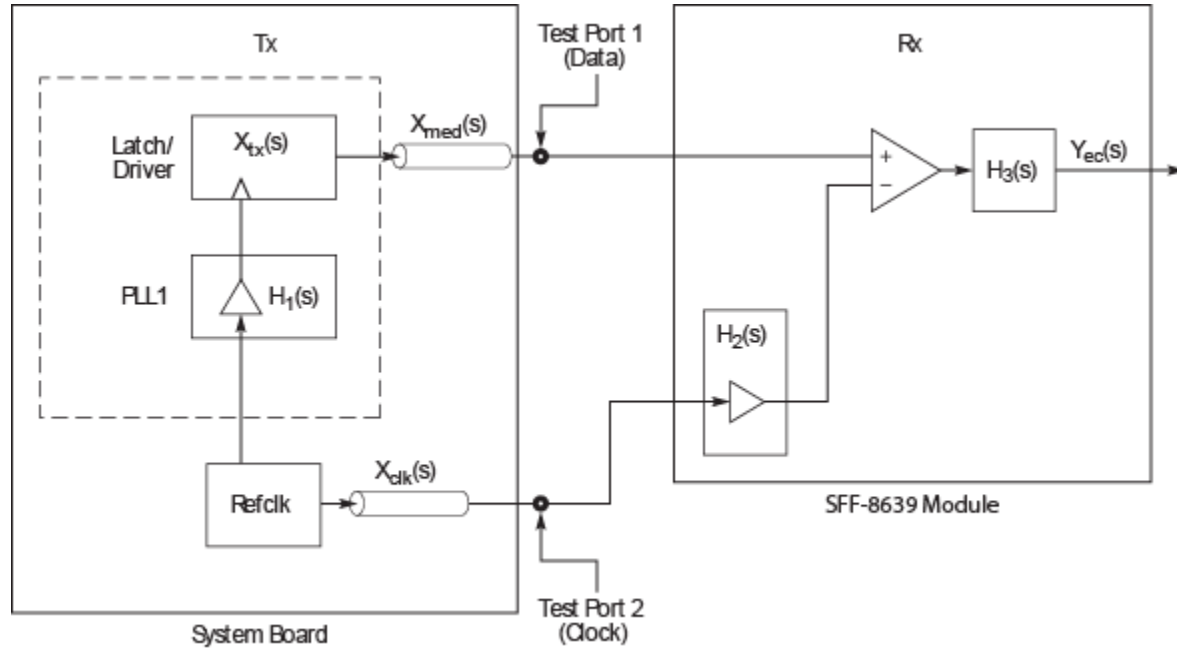 Tx
Test Port 1
(Data)
Rx
Latch/
Driver
Xtx(s)
Xmed(s)
+
−
H3(s)
Yec(s)
PLL1
H1(s)
H2(s)
Refclk
Xclk(s)
SFF-8639 Module
Test Port 2
(Clock)
System Board